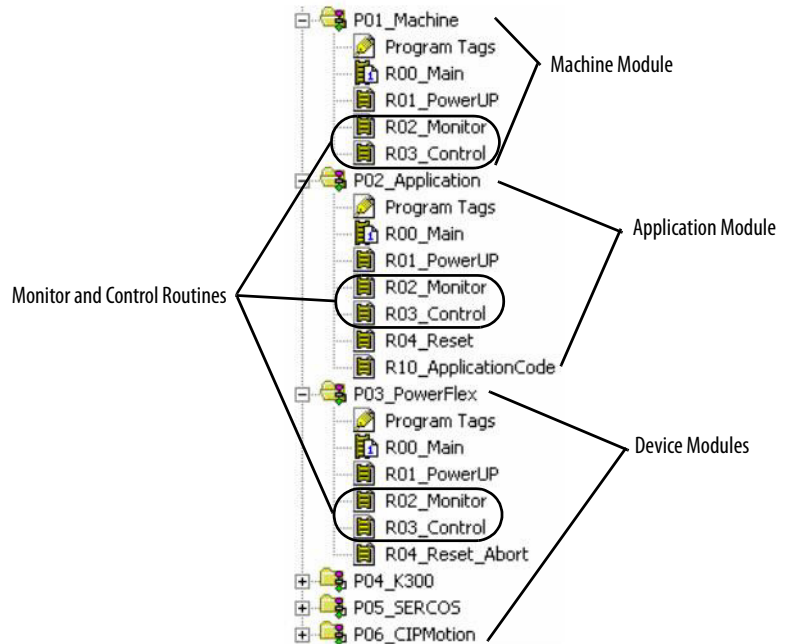 P01_Machine
Program Tags
R00_Main
R01_PowerUP
R02_Monitor
R03_Control
Machine Module
P02_Application
Program Tags
R00_Main
R01_PowerUP
R02_Monitor
R03_Control
R04_Reset
R10_ApplicationCode
Application Module
Monitor and Control Routines
P03_PowerFlex
Program Tags
R00_Main
R01_PowerUP
R02_Monitor
R03_Control
R04_Reset_Abort
Device Modules
P04_K300
P05_SERCOS
P06_CIPMotion